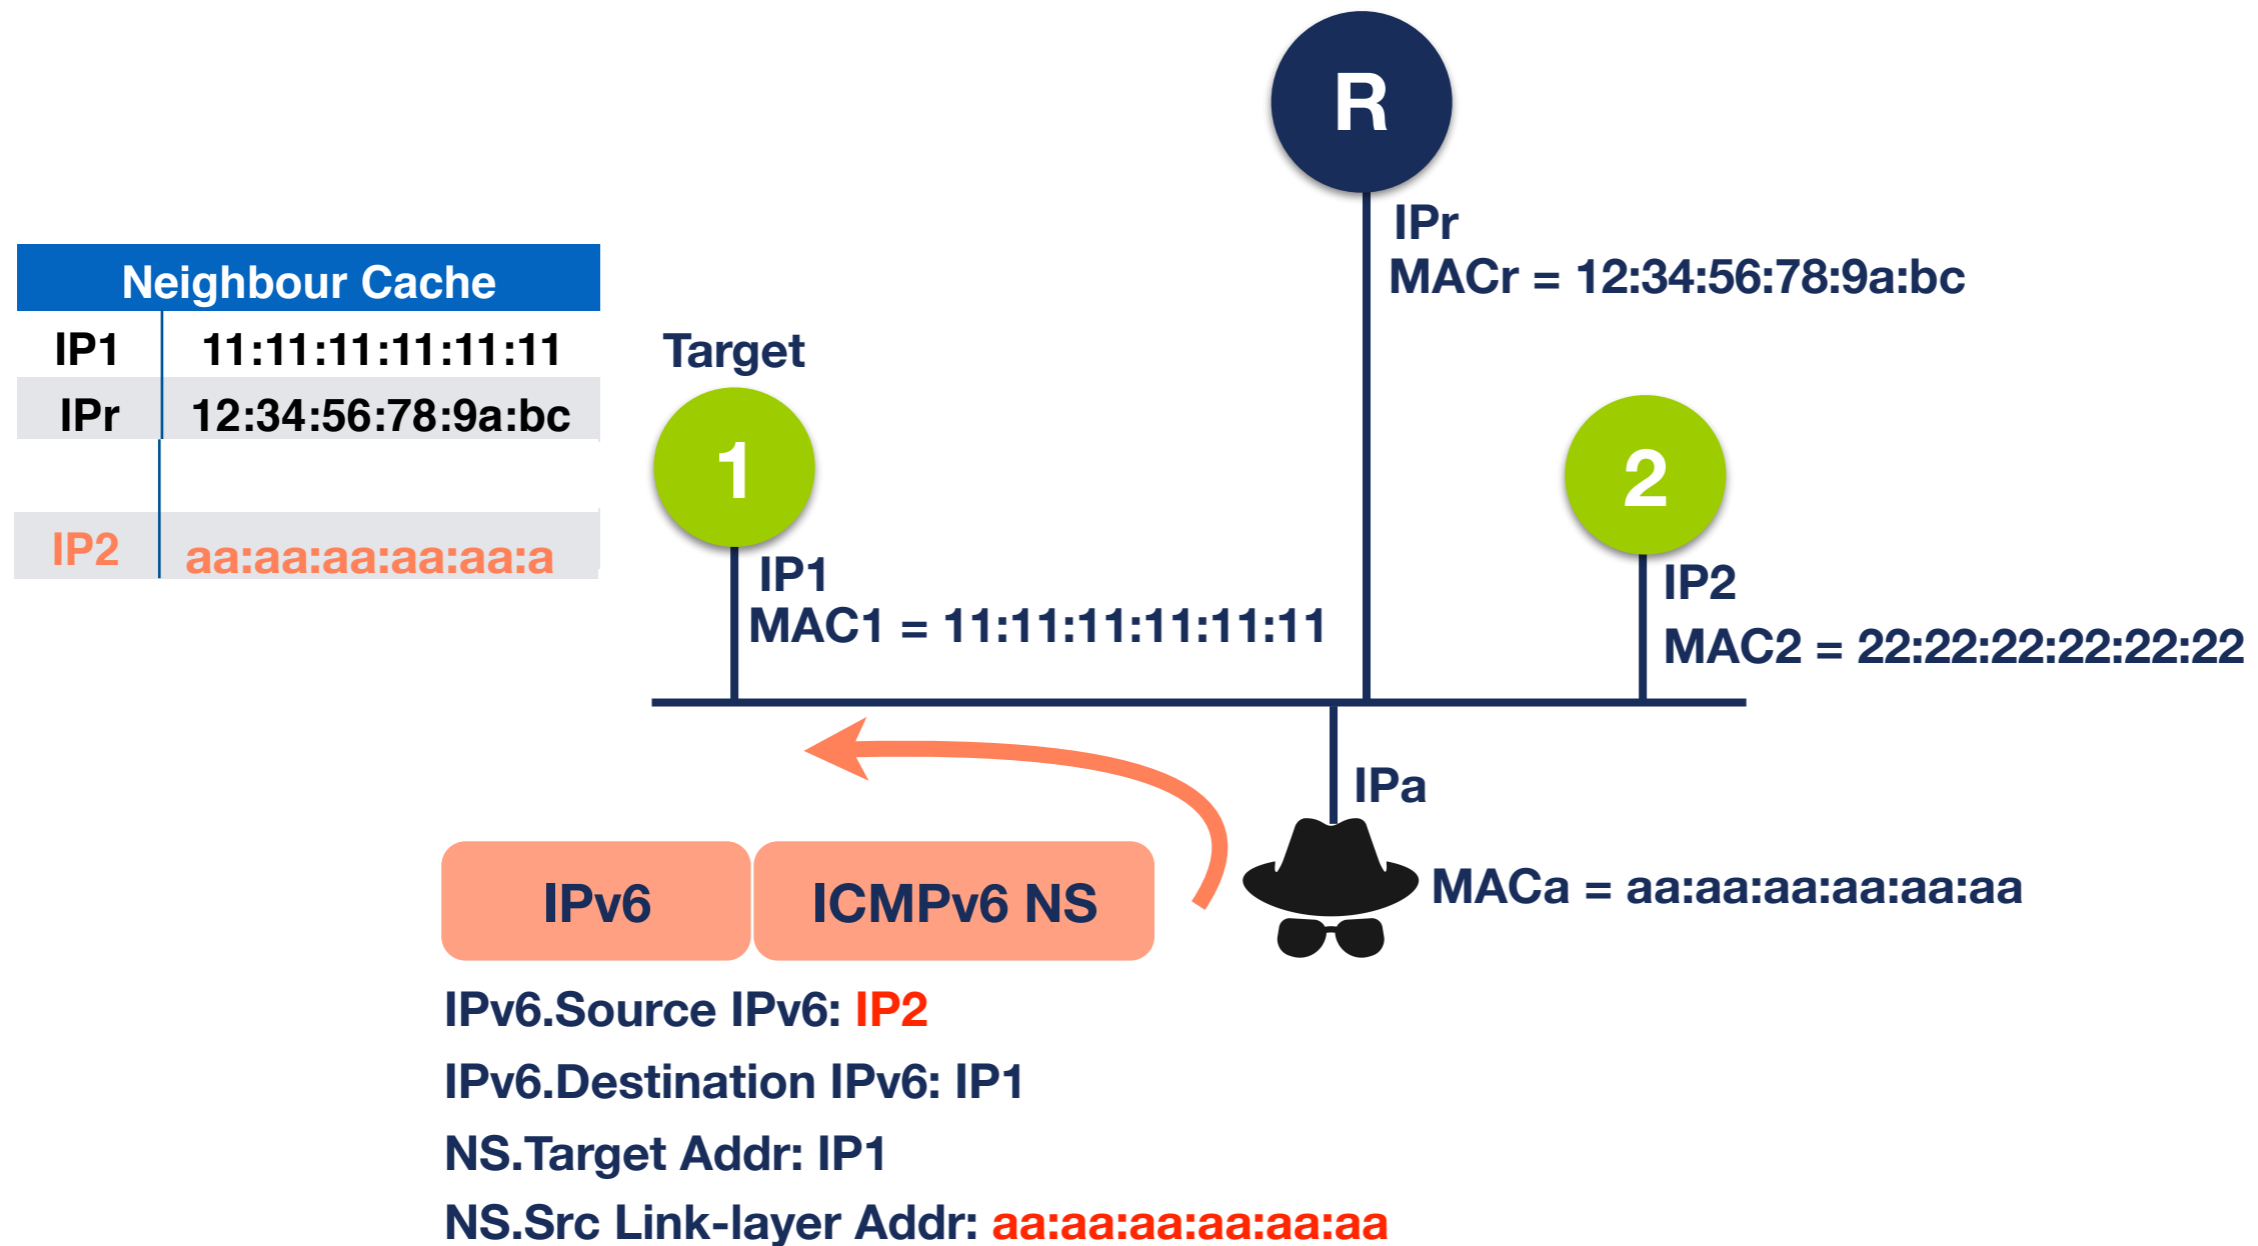 R
IPr
MACr = 12:34:56:78:9a:bc
Neighbour Cache
IP1 11:11:11:11:11:11
IPr 12:34:56:78:9a:bc
IP2 aa:aa:aa:aa:aa:a
Target
1
IP1
MAC1 = 11:11:11:11:11:11
2
IP2
MAC2 = 22:22:22:22:22:22
IPa
MACa = aa:aa:aa:aa:aa:aa
IPv6 ICMPv6 NS
IPv6.Source IPv6: IP2
IPv6.Destination IPv6: IP1
NS.Target Addr: IP1
NS.Src Link-layer Addr: aa:aa:aa:aa:aa:aa